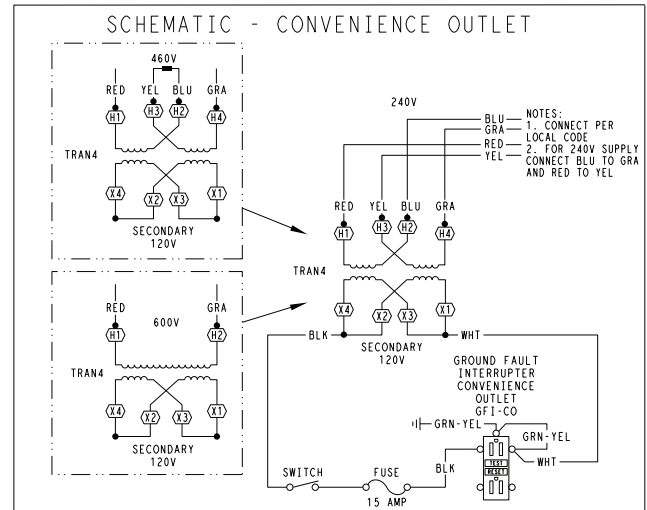 SCHEMATIC - CONVENIENCE OUTLET
460V
RED YEL BLU GRA
H1 H3 H2 H4
TRAN4
X4 X2 X3 X1
SECONDARY
120V
RED GRA
600V
H1 H2
TRAN4
X4 X2 X3 X1
SECONDARY
120V
240V
BLU
GRA
RED
YEL
NOTES:
1. CONNECT PER
LOCAL CODE
2. FOR 240V SUPPLY
CONNECT BLU TO GRA
AND RED TO YEL
RED YEL BLU GRA
H1 H3 H2 H4
TRAN4
X4 X2 X3 X1
BLK
WHT
SECONDARY
120V
GROUND FAULT
INTERRUPTER
CONVENIENCE
OUTLET
GFI-CO
GRN-YEL
GRN-YEL
BLK
WHT
TEST
RESET
SWITCH
FUSE
15 AMP